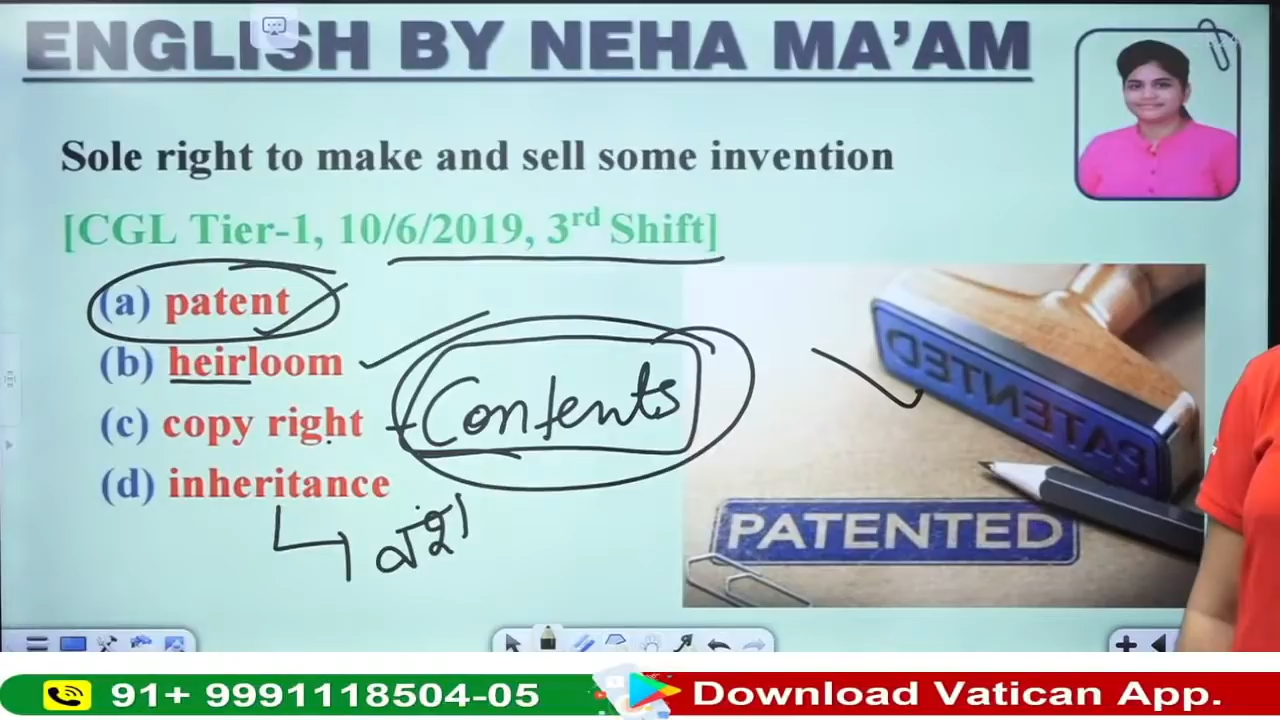 ENGLISH BY NEHA MA'AM
Sole right to make and sell some invention
[CGL Tier-1, 10/6/2019, 3rd Shift]
(a) patent
(b) heirloom
(c) copy right
Contents
(d) inheritance
PATENTED
PATENTED
91+ 9991118504-05
Download Vatican App.